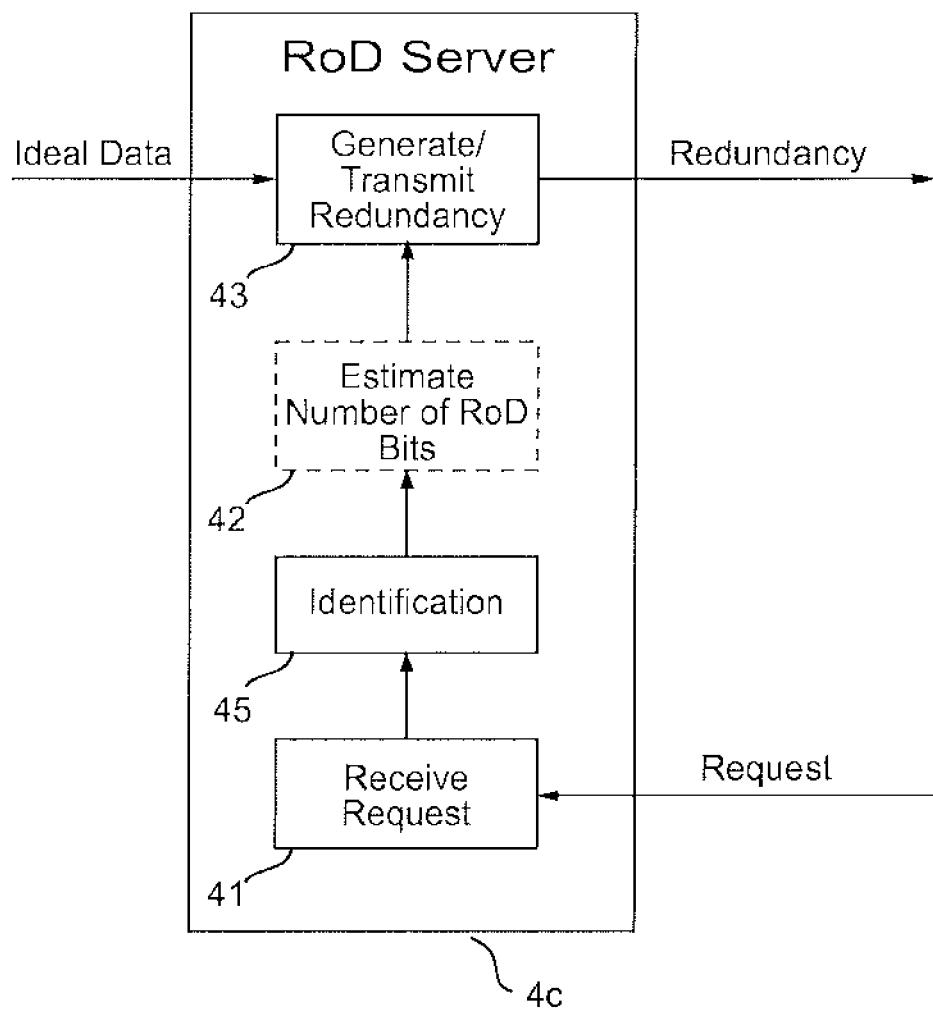 RoD Server
Ideal Data
Generate/
Transmit
Redundancy
Redundancy
43
Estimate
Number of RoD
Bits
42
Identification
45
Receive
Request
Request
41
4c